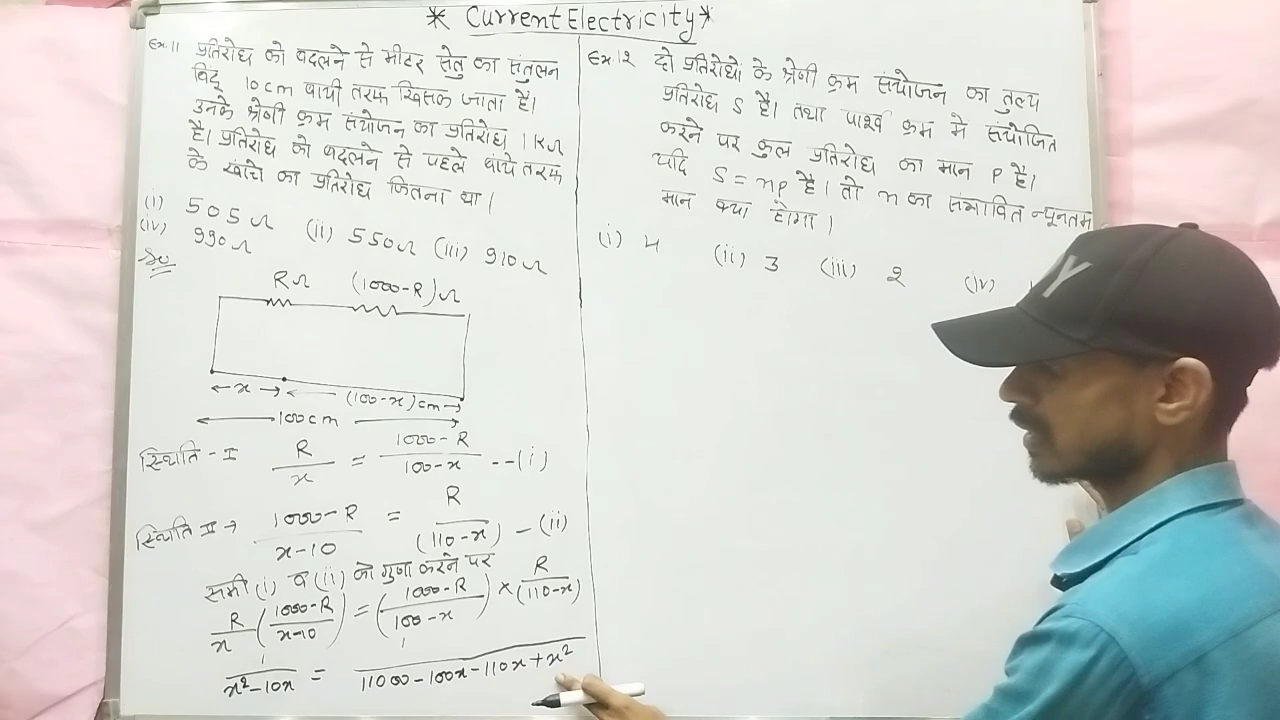 * Current Electricity *
Ex.11 प्रतिरोध को बदलने से मीटर सेतु का संतुलन
बिंदु 10cm बायी तरफ खिसक जाता है।
उनके श्रेणी क्रम संयोजन का प्रतिरोध 1KΩ
है। प्रतिरोध को बदलने से पहले बांये तरफ
के खांचे का प्रतिरोध कितना था।
(i) 505Ω (ii) 550Ω (iii) 910Ω
(iv) 990Ω
RΩ (1000-R)Ω
← x → ← (100-x)cm →
← 100cm →
स्थिति - I R/x = (1000-R)/(100-x) --(i)
स्थिति II → (1000-R)/(x-10) = R/(110-x) - (ii)
समी (i) व (ii) को गुणा करने पर
R/x ((1000-R)/(x-10)) = ((1000-R)/(100-x)) × R/(110-x)
1/(x²-10x) = 1/(11000-100x-110x+x²)
Ex.12 दो प्रतिरोधों के श्रेणी क्रम संयोजन का तुल्य
प्रतिरोध S है। तथा पार्श्व क्रम में संयोजित
करने पर कुल प्रतिरोध का मान P है।
यदि S = nP है। तो n का संभावित न्यूनतम
मान क्या होगा।
(i) 4 (ii) 3 (iii) 2 (iv)